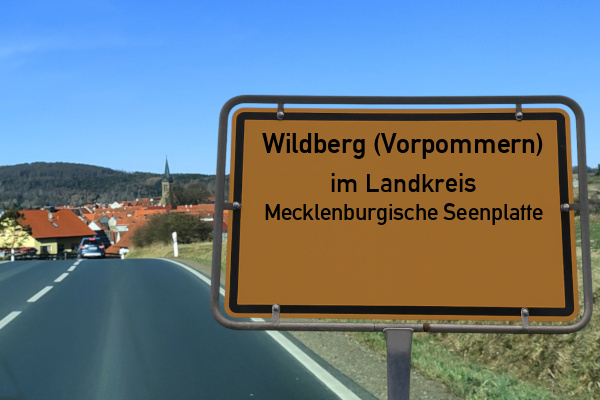 Wildberg (Vorpommern)
im Landkreis
Mecklenburgische Seenplatte